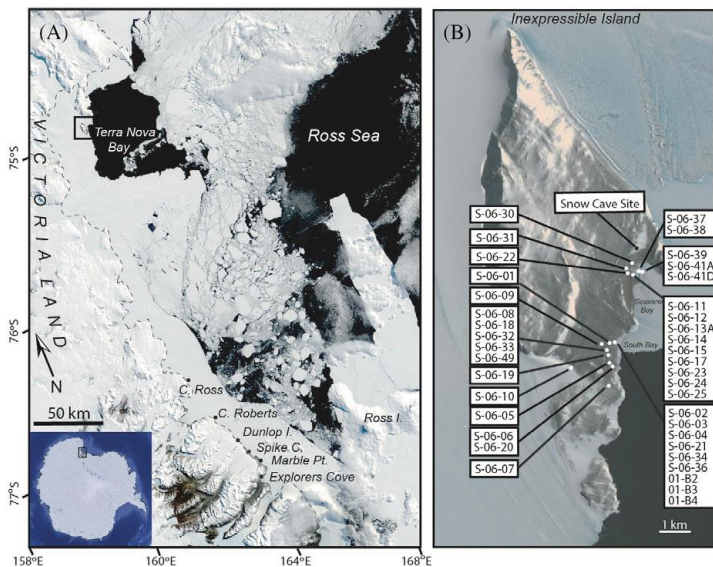 (A)
VICTORIA LAND
Terra Nova
Bay
Ross Sea
75°S
76°S
77°S
N
50 km
C. Ross
C. Roberts
Dunlop I.
Spike C.
Marble Pt.
Explorers Cove
Ross I.
158°E
160°E
164°E
168°E
(B)
Inexpressible Island
Snow Cave Site
S-06-30
S-06-31
S-06-22
S-06-01
S-06-09
S-06-08
S-06-18
S-06-32
S-06-33
S-06-49
S-06-19
S-06-10
S-06-05
S-06-06
S-06-20
S-06-07
S-06-37
S-06-38
S-06-39
S-06-41A
S-06-41D
Seaview
Bay
South Bay
S-06-11
S-06-12
S-06-13A
S-06-14
S-06-15
S-06-17
S-06-23
S-06-24
S-06-25
S-06-02
S-06-03
S-06-04
S-06-21
S-06-34
S-06-36
01-B2
01-B3
01-B4
1 km